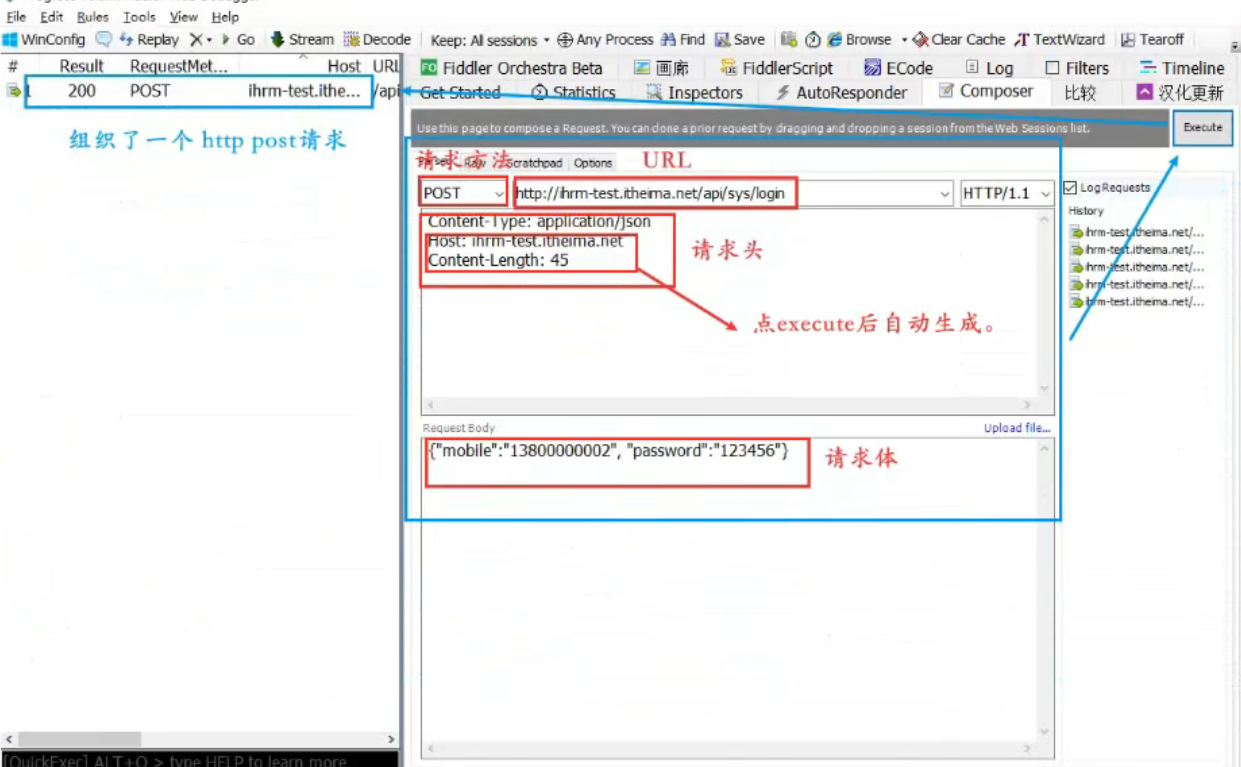 File Edit Rules Tools View Help
WinConfig Replay Go Stream Decode Keep: All sessions Any Process Find Save Browse Clear Cache TextWizard Tearoff
# Result RequestMet... Host URL
200 POST ihrm-test.ithe... /api
组织了一个 http post请求
FO Fiddler Orchestra Beta 画廊 FiddlerScript ECode Log Filters Timeline
Get Started Statistics Inspectors AutoResponder Composer 比较 汉化更新
Use this page to compose a Request. You can clone a prior request by dragging and dropping a session from the Web Sessions list.
Execute
请求方法 Scratchpad Options URL
POST http://ihrm-test.itheima.net/api/sys/login HTTP/1.1
Content-Type: application/json
Host: ihrm-test.itheima.net
Content-Length: 45
请求头
点execute后自动生成。
Log Requests
History
ihrm-test.itheima.net/...
ihrm-test.itheima.net/...
ihrm-test.itheima.net/...
ihrm-test.itheima.net/...
ihrm-test.itheima.net/...
Request Body Upload file...
{"mobile":"13800000002", "password":"123456"}
请求体
[QuickExec] ALT+Q > type HELP to learn more